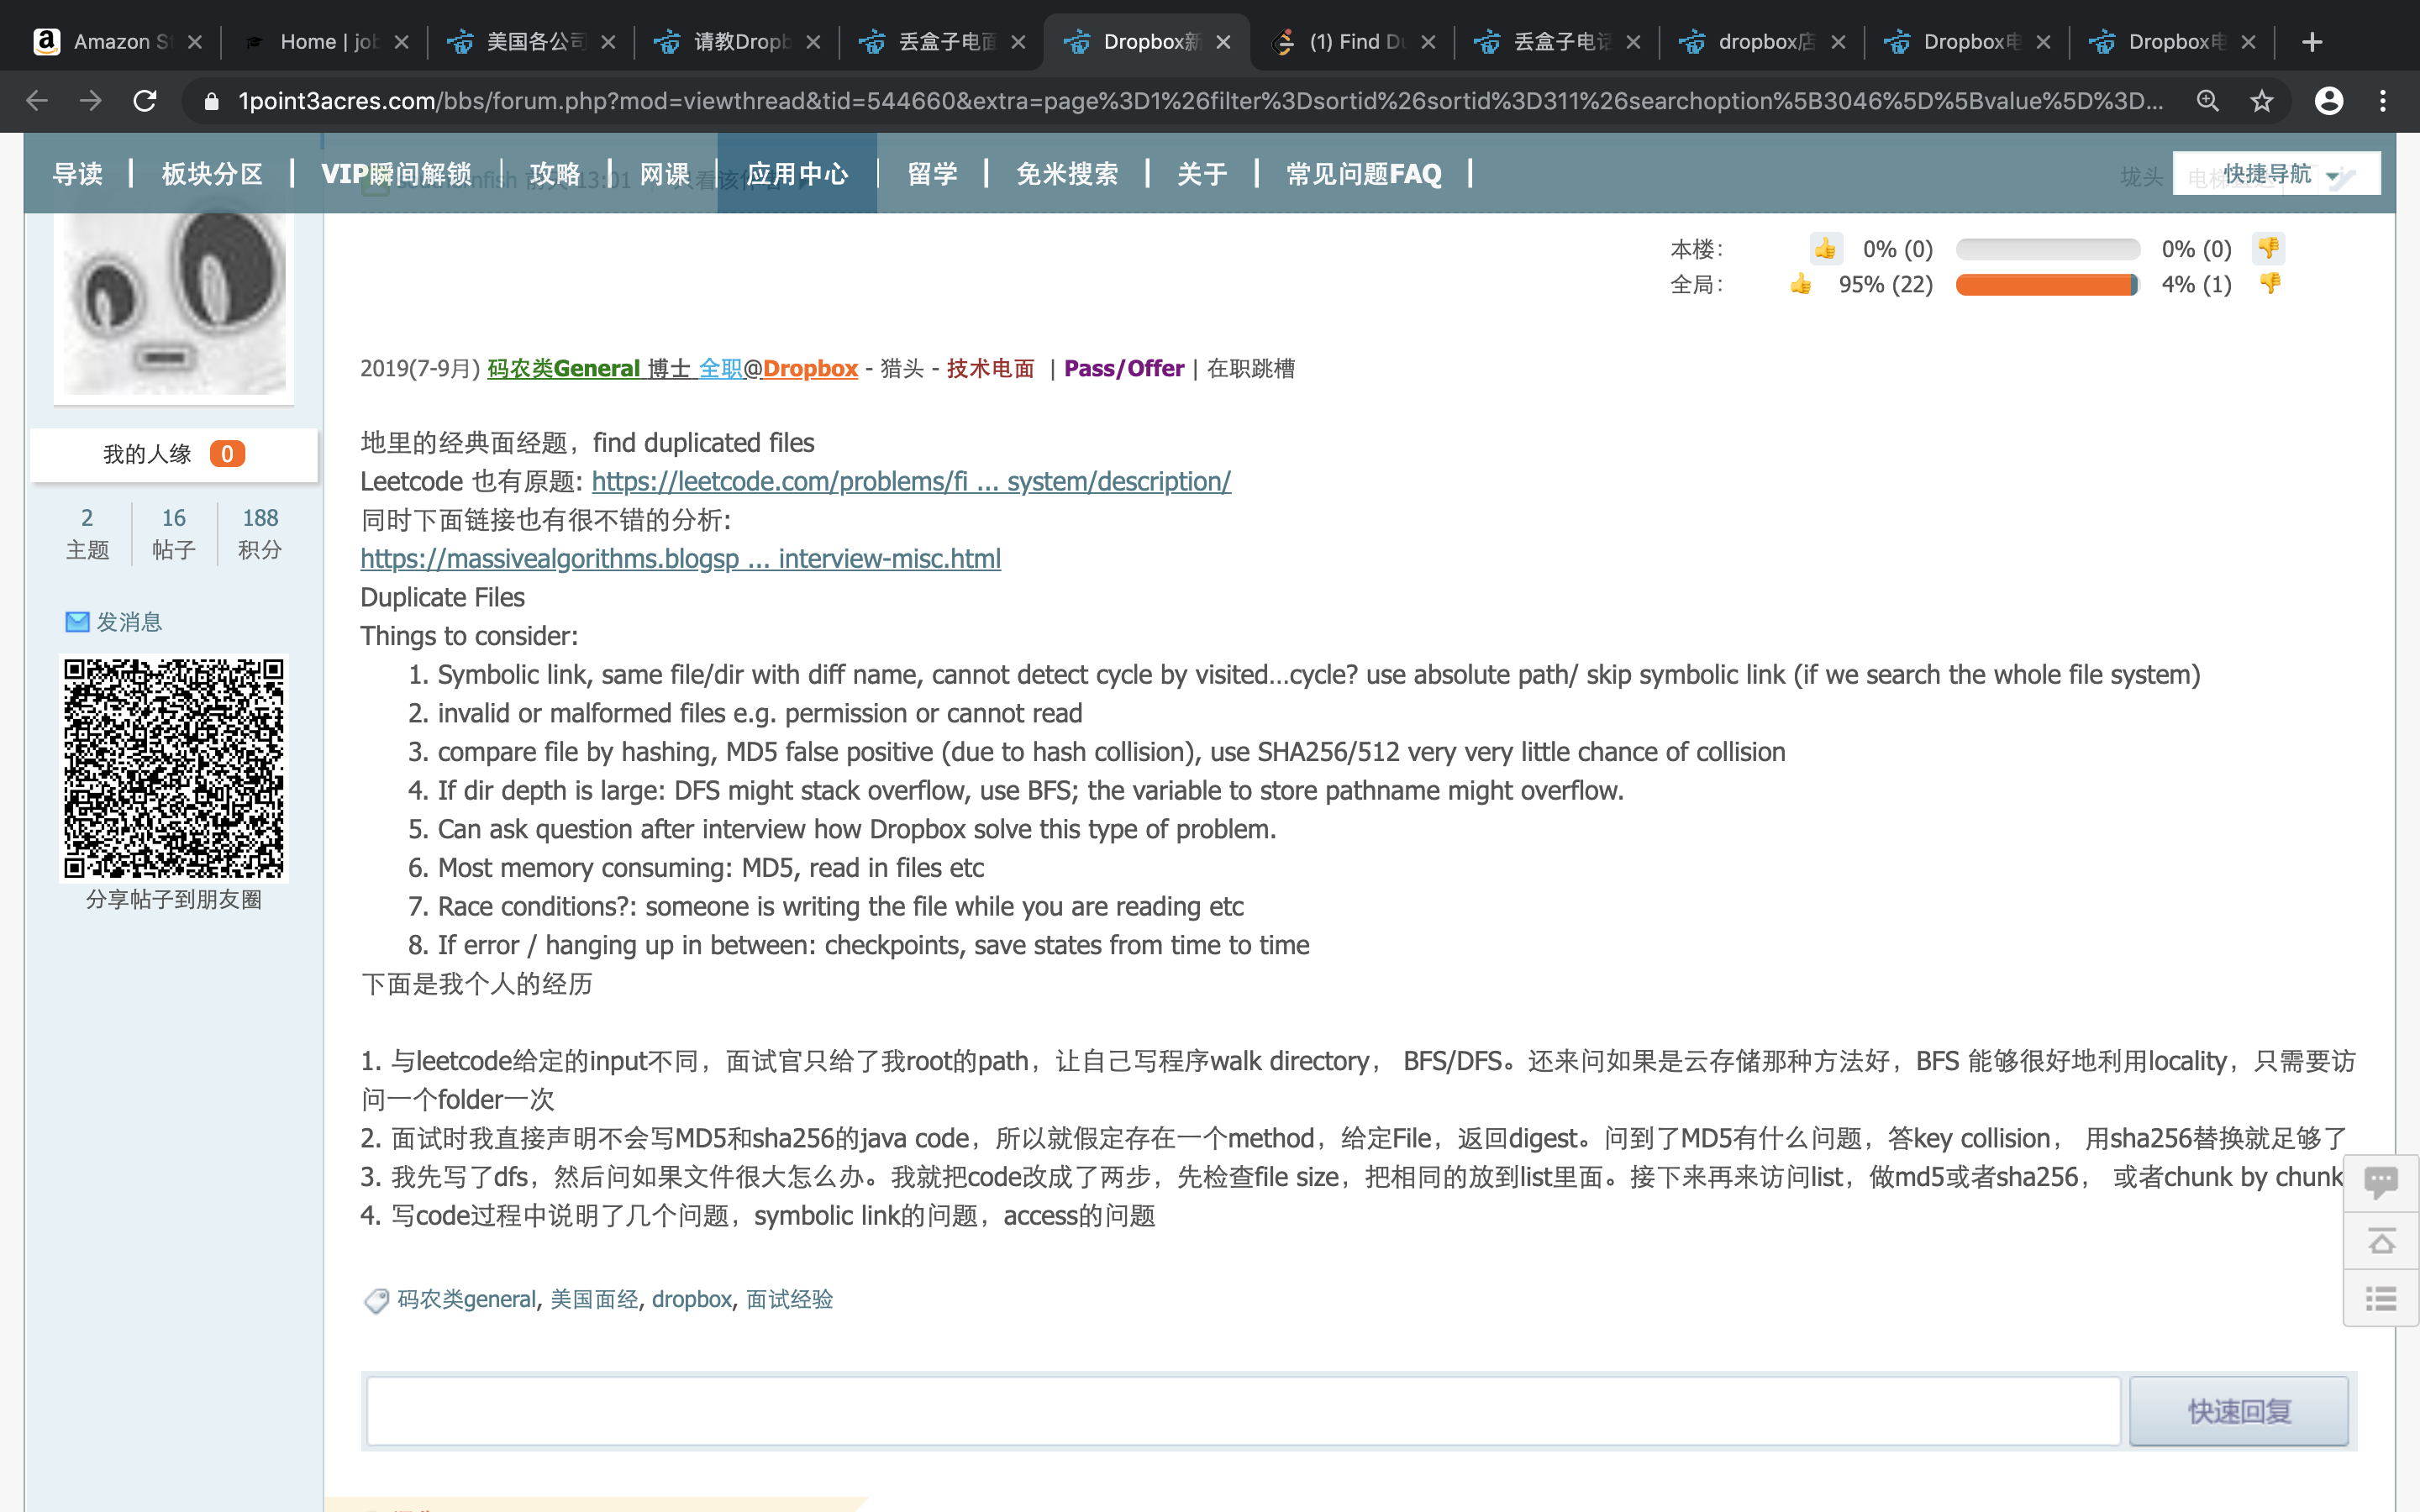 Amazon St
Home | job
美国各公司
请教Dropb
丢盒子电面
Dropbox新
(1) Find Du
丢盒子电话
dropbox店
Dropbox电
Dropbox电
1point3acres.com/bbs/forum.php?mod=viewthread&tid=544660&extra=page%3D1%26filter%3Dsortid%26sortid%3D311%26searchoption%5B3046%5D%5Bvalue%5D%3D...
导读 | 板块分区 | VIP瞬间解锁 | 攻略 | 网课 | 应用中心 | 留学 | 免米搜索 | 关于 | 常见问题FAQ |
垅头
快捷导航
本楼: 👍 0% (0) 0% (0) 👎
全局: 👍 95% (22) 4% (1) 👎
2019(7-9月) 码农类General 博士 全职@Dropbox - 猎头 - 技术电面 | Pass/Offer | 在职跳槽
我的人缘 0
2 16 188
主题 帖子 积分
发消息
分享帖子到朋友圈
地里的经典面经题，find duplicated files
Leetcode 也有原题: https://leetcode.com/problems/fi ... system/description/
同时下面链接也有很不错的分析:
https://massivealgorithms.blogsp ... interview-misc.html
Duplicate Files
Things to consider:
1. Symbolic link, same file/dir with diff name, cannot detect cycle by visited...cycle? use absolute path/ skip symbolic link (if we search the whole file system)
2. invalid or malformed files e.g. permission or cannot read
3. compare file by hashing, MD5 false positive (due to hash collision), use SHA256/512 very very little chance of collision
4. If dir depth is large: DFS might stack overflow, use BFS; the variable to store pathname might overflow.
5. Can ask question after interview how Dropbox solve this type of problem.
6. Most memory consuming: MD5, read in files etc
7. Race conditions?: someone is writing the file while you are reading etc
8. If error / hanging up in between: checkpoints, save states from time to time
下面是我个人的经历
1. 与leetcode给定的input不同，面试官只给了我root的path，让自己写程序walk directory， BFS/DFS。还来问如果是云存储那种方法好，BFS 能够很好地利用locality，只需要访
问一个folder一次
2. 面试时我直接声明不会写MD5和sha256的java code，所以就假定存在一个method，给定File，返回digest。问到了MD5有什么问题，答key collision， 用sha256替换就足够了
3. 我先写了dfs，然后问如果文件很大怎么办。我就把code改成了两步，先检查file size，把相同的放到list里面。接下来再来访问list，做md5或者sha256， 或者chunk by chunk
4. 写code过程中说明了几个问题，symbolic link的问题，access的问题
码农类general, 美国面经, dropbox, 面试经验
快速回复